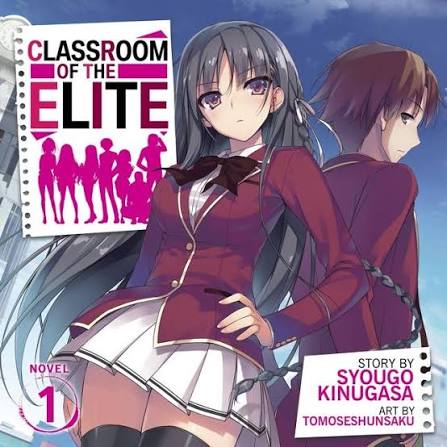 CLASSROOM
OF THE
ELITE
NOVEL
1
STORY BY
SYOUGO
KINUGASA
ART BY
TOMOSESHUNSAKU